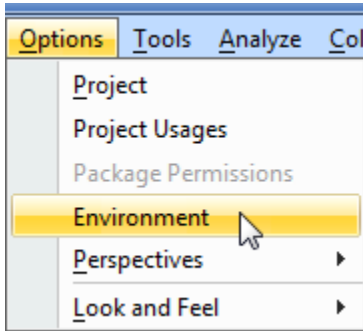 Options Tools Analyze
Project
Project Usages
Package Permissions
Environment
Perspectives
Look and Feel